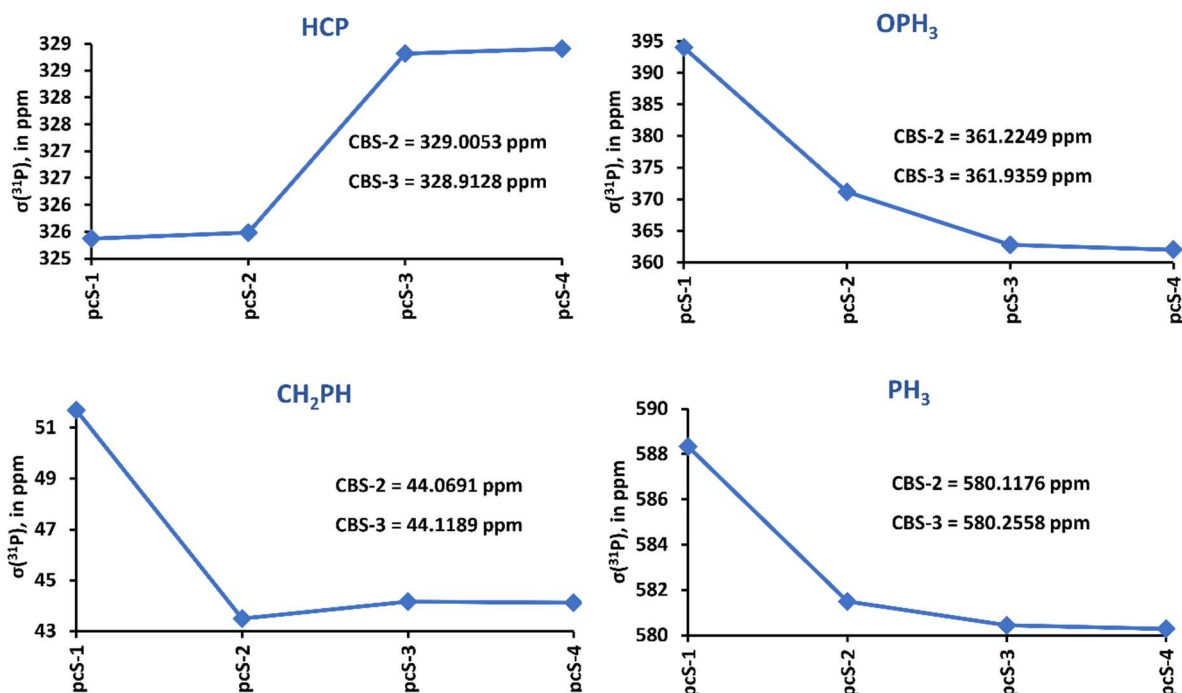 HCP
σ(³¹P), in ppm
329
329
328
328
327
327
326
326
325
CBS-2 = 329.0053 ppm
CBS-3 = 328.9128 ppm
pcS-1
pcS-2
pcS-3
pcS-4
OPH₃
σ(³¹P), in ppm
395
390
385
380
375
370
365
360
CBS-2 = 361.2249 ppm
CBS-3 = 361.9359 ppm
pcS-1
pcS-2
pcS-3
pcS-4
CH₂PH
σ(³¹P), in ppm
51
49
47
45
43
CBS-2 = 44.0691 ppm
CBS-3 = 44.1189 ppm
pcS-1
pcS-2
pcS-3
pcS-4
PH₃
σ(³¹P), in ppm
590
588
586
584
582
580
CBS-2 = 580.1176 ppm
CBS-3 = 580.2558 ppm
pcS-1
pcS-2
pcS-3
pcS-4